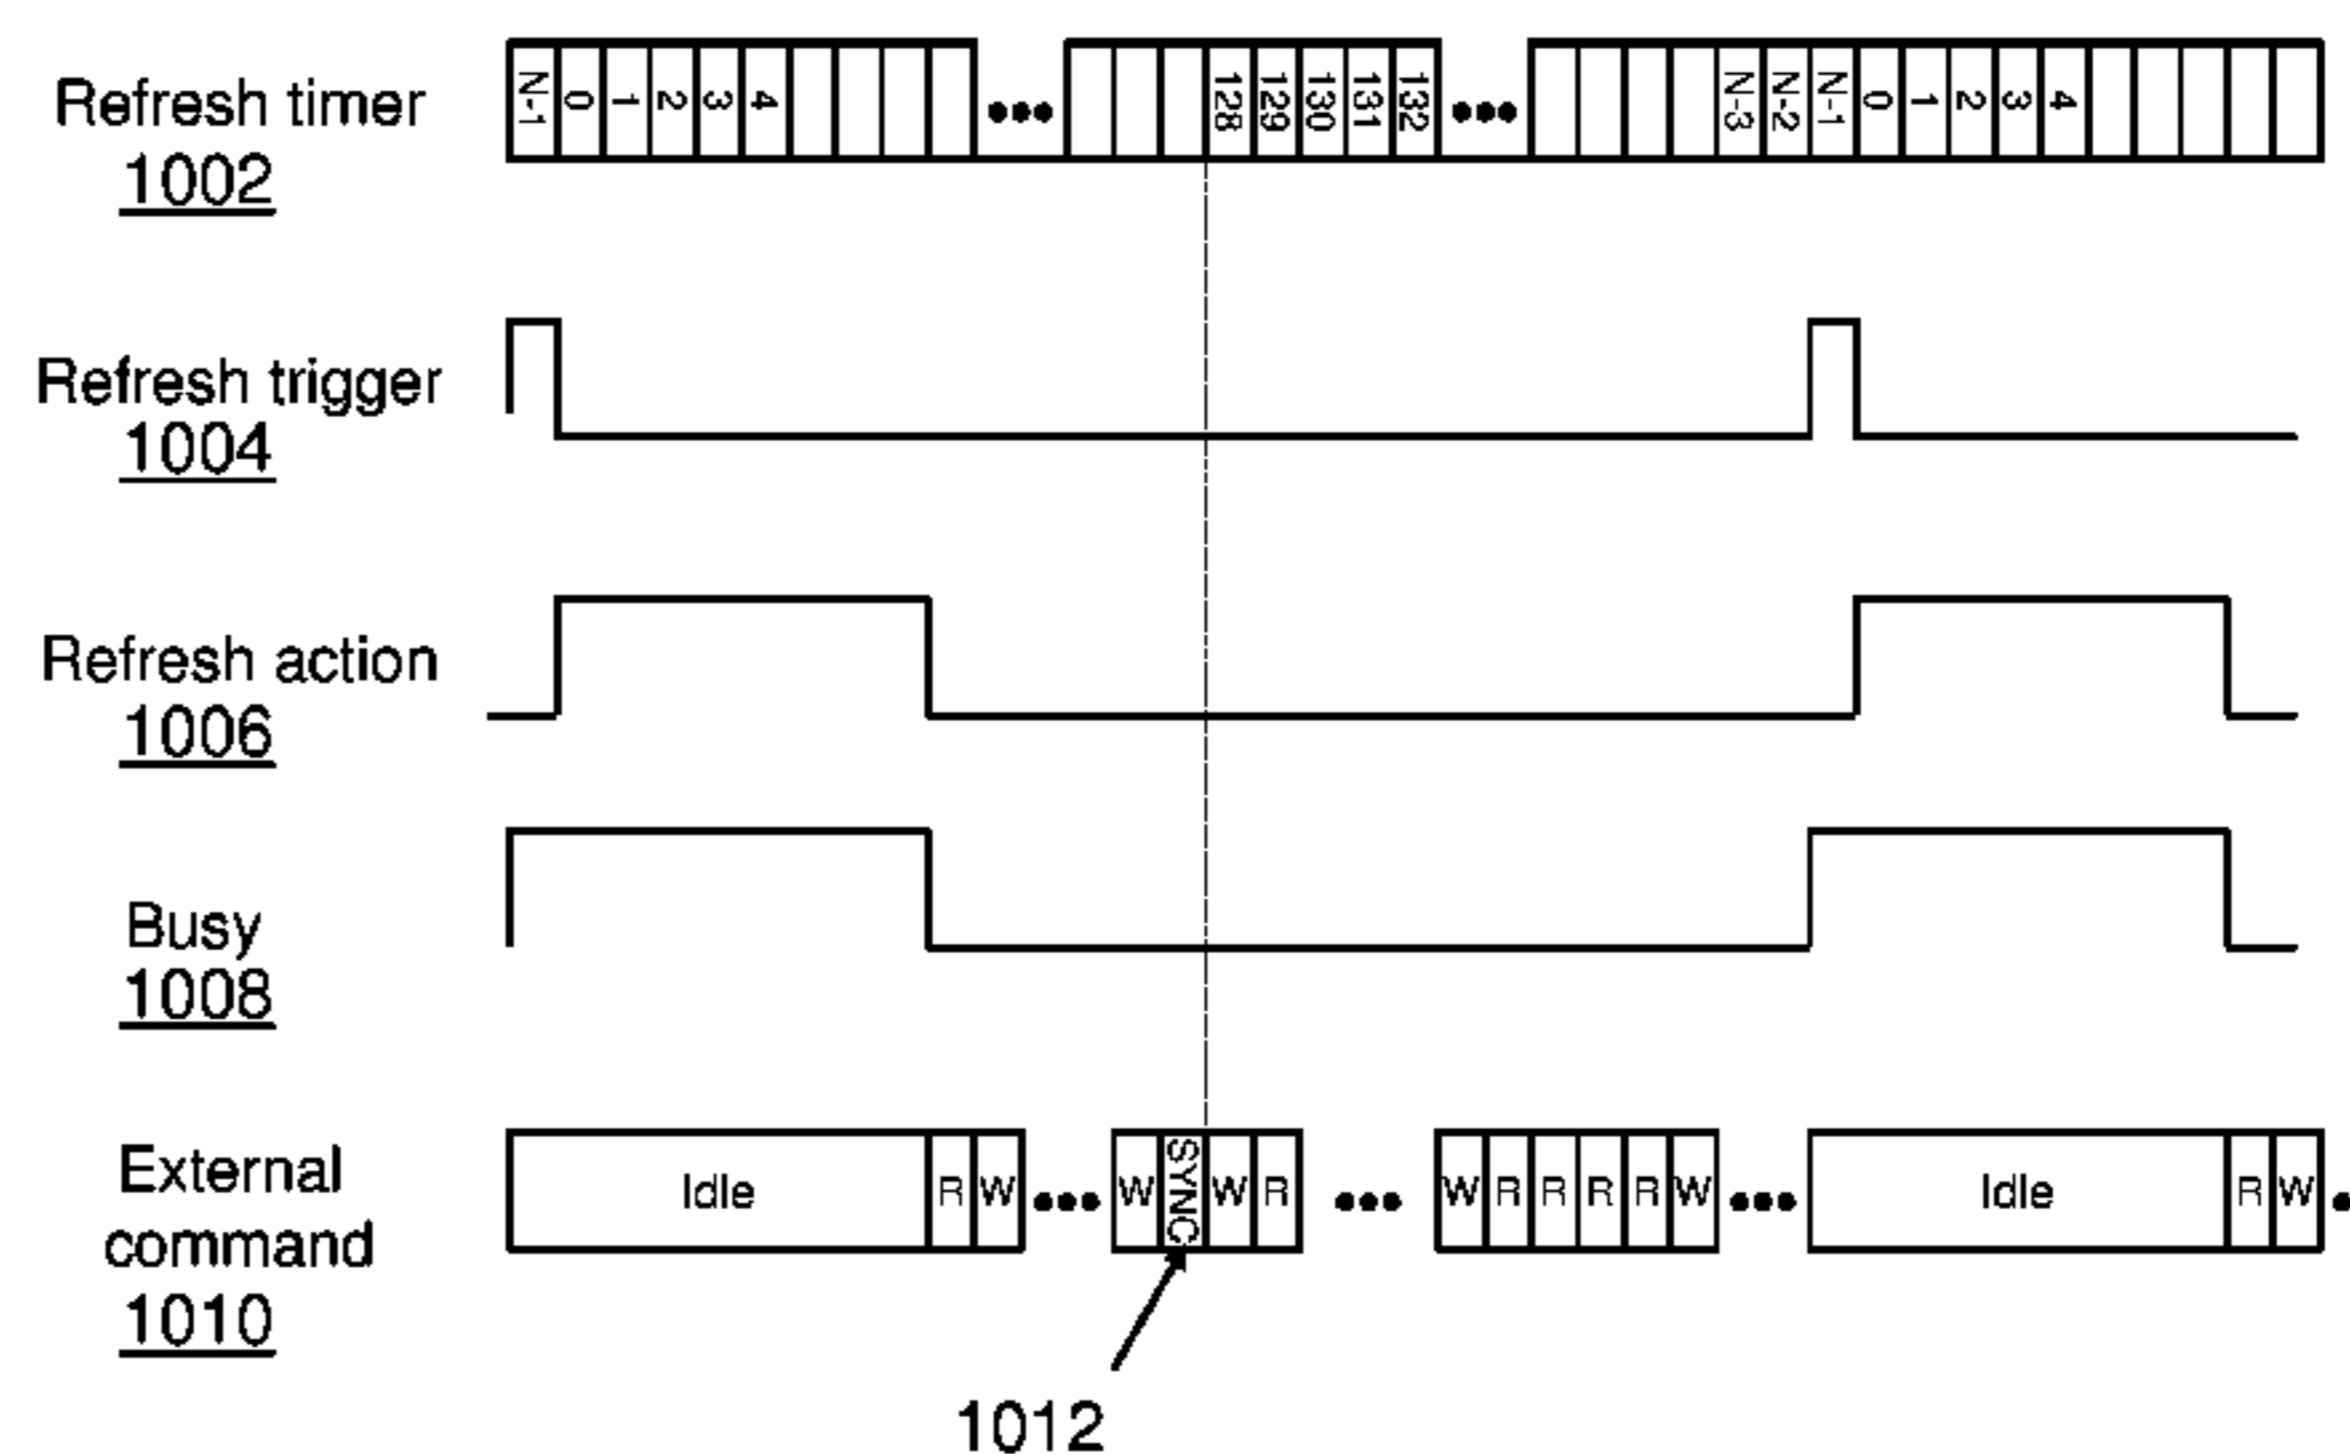 Refresh timer
1002
N-1 0 1 2 3 4 ••• 128 129 130 131 132 ••• N-3 N-2 N-1 0 1 2 3 4
Refresh trigger
1004
Refresh action
1006
Busy
1008
External
command
1010
Idle R W ••• W SYNC W R ••• W R R R R W ••• Idle R W •
1012